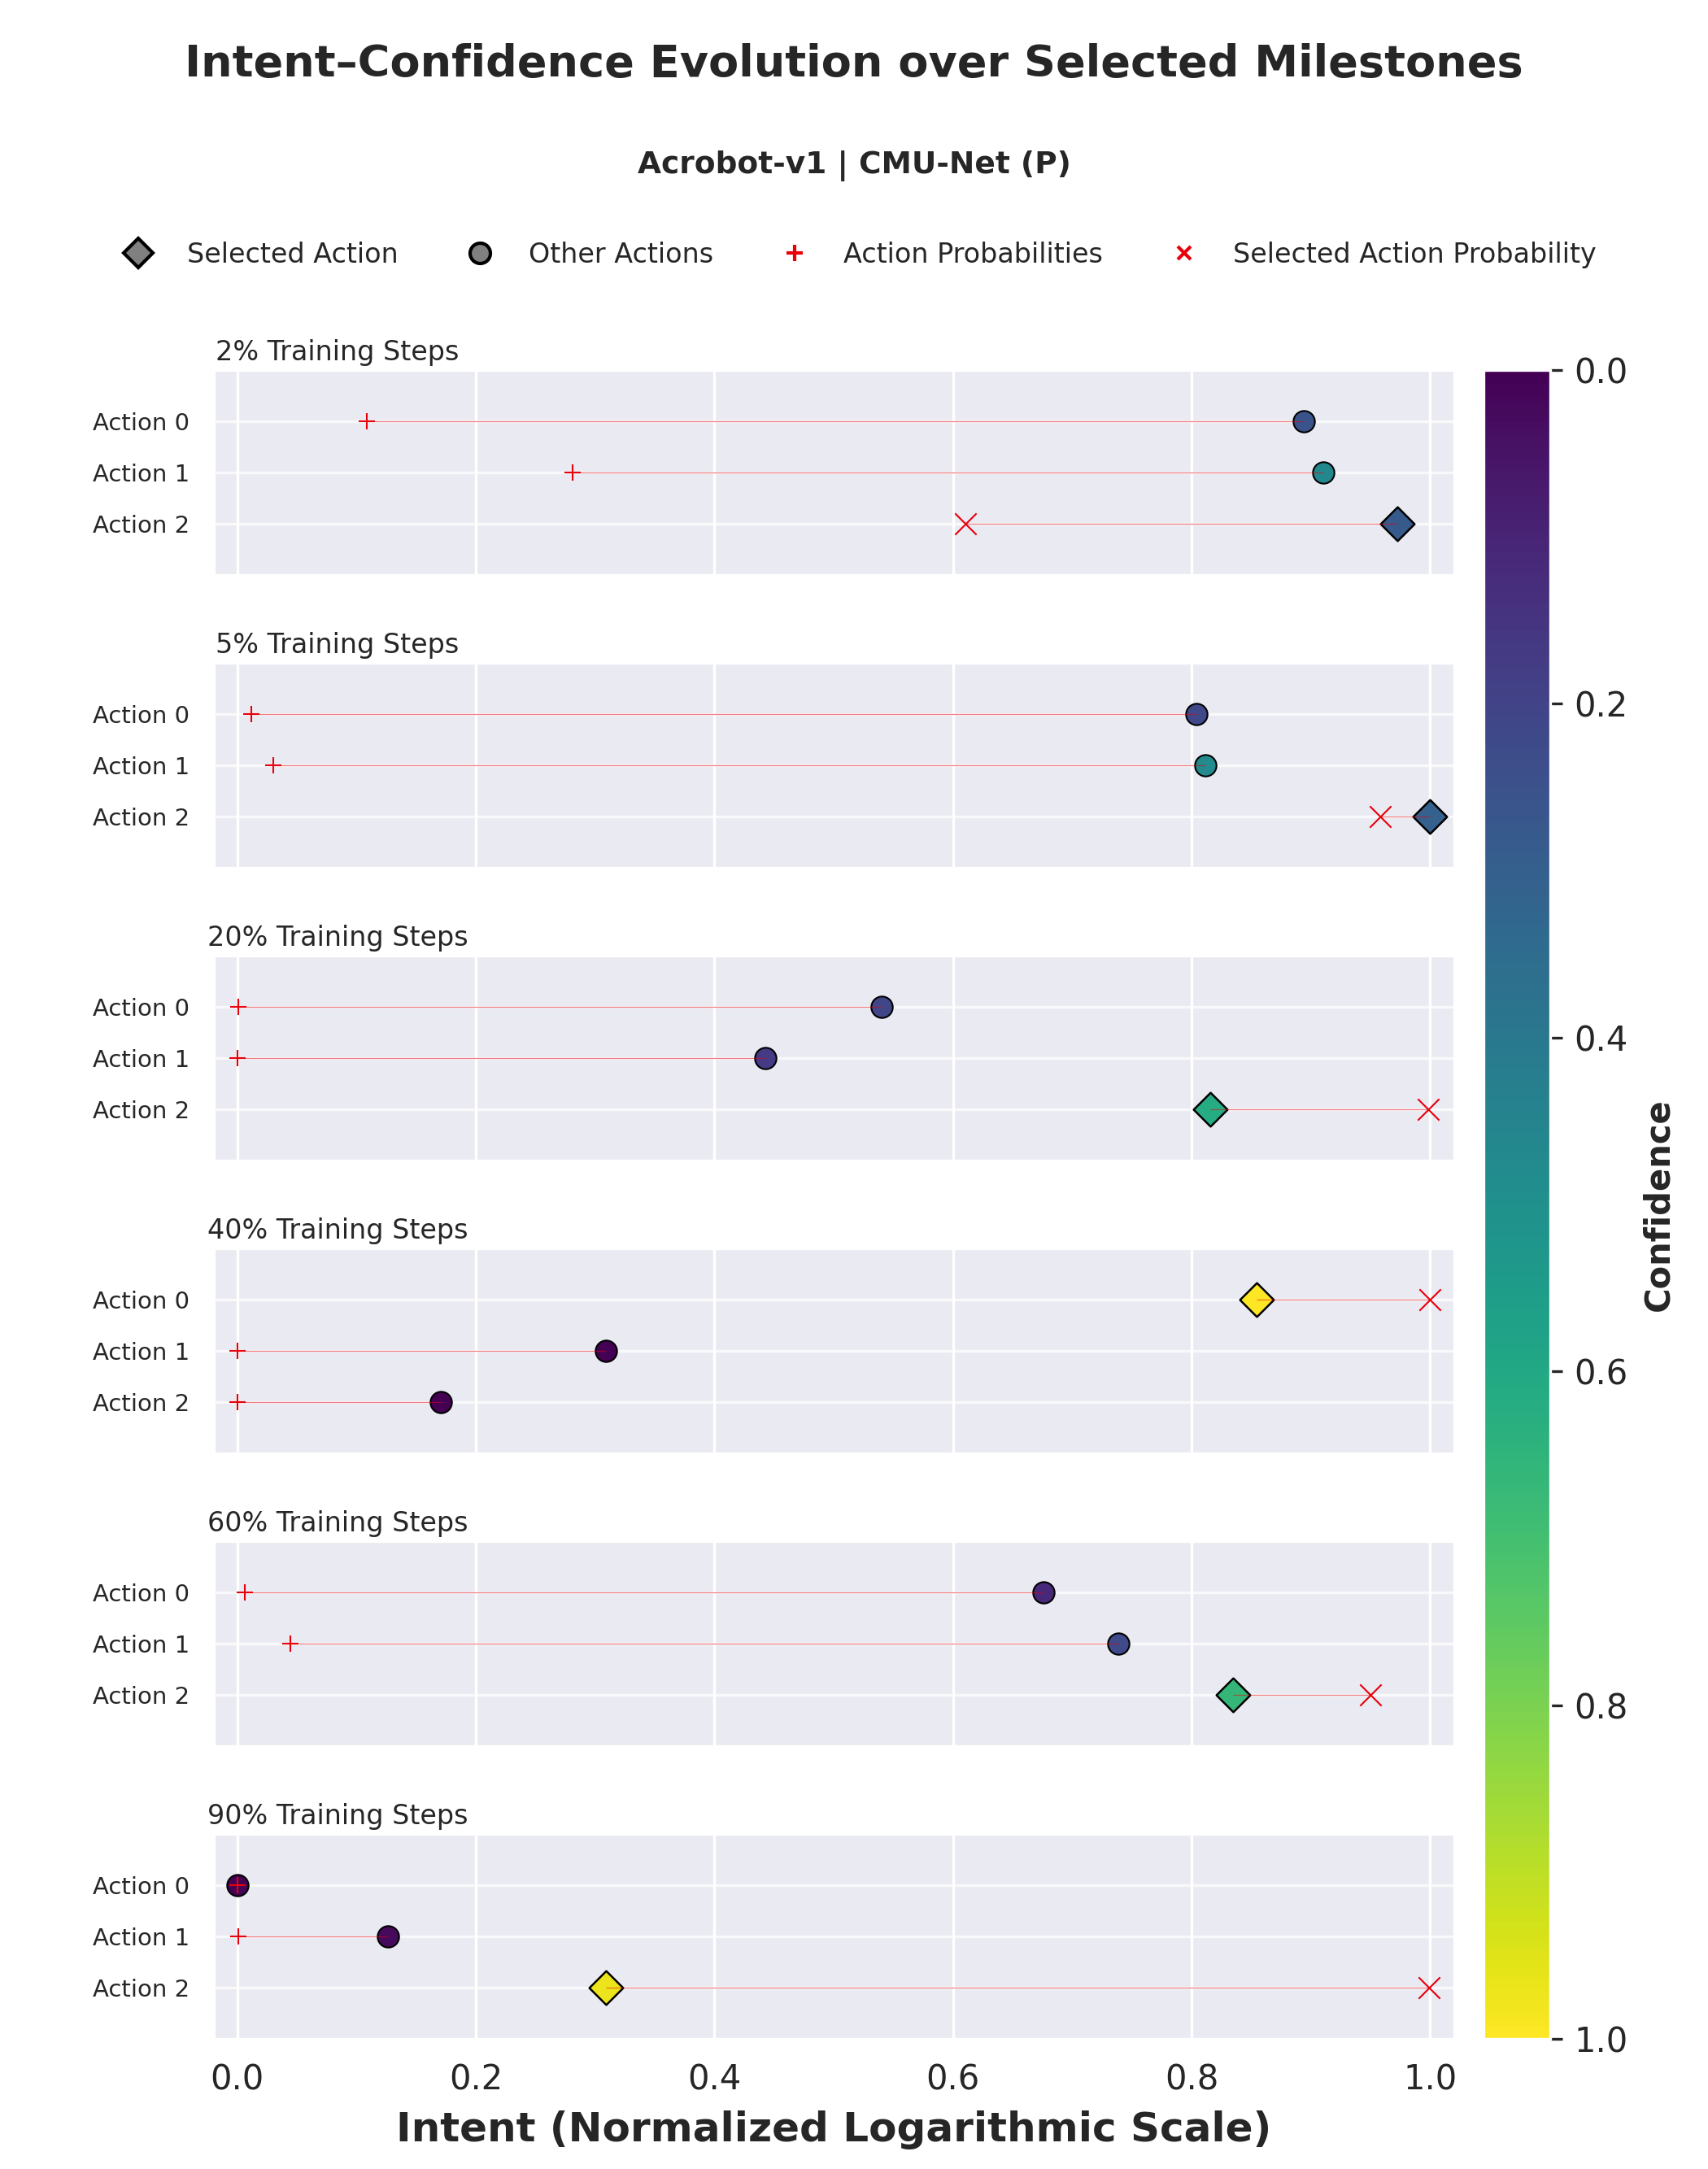 Intent–Confidence Evolution over Selected Milestones
Acrobot-v1 | CMU-Net (P)
Selected Action Other Actions Action Probabilities Selected Action Probability
2% Training Steps
Action 0
Action 1
Action 2
5% Training Steps
Action 0
Action 1
Action 2
20% Training Steps
Action 0
Action 1
Action 2
40% Training Steps
Action 0
Action 1
Action 2
60% Training Steps
Action 0
Action 1
Action 2
90% Training Steps
Action 0
Action 1
Action 2
0.0 0.2 0.4 0.6 0.8 1.0
Intent (Normalized Logarithmic Scale)
0.0
0.2
0.4
0.6
0.8
1.0
Confidence